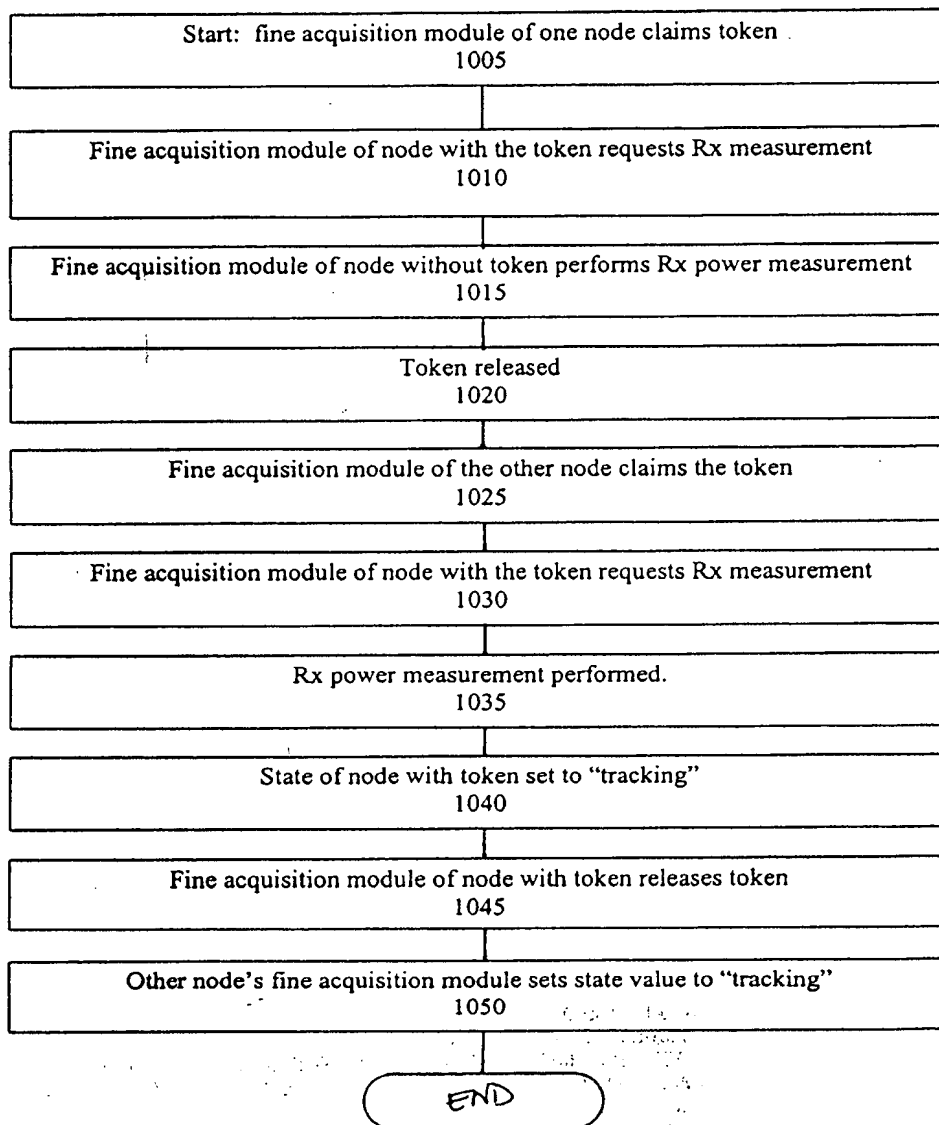 Start: fine acquisition module of one node claims token
1005
Fine acquisition module of node with the token requests Rx measurement
1010
Fine acquisition module of node without token performs Rx power measurement
1015
Token released
1020
Fine acquisition module of the other node claims the token
1025
Fine acquisition module of node with the token requests Rx measurement
1030
Rx power measurement performed.
1035
State of node with token set to “tracking”
1040
Fine acquisition module of node with token releases token
1045
Other node’s fine acquisition module sets state value to “tracking”
1050
END